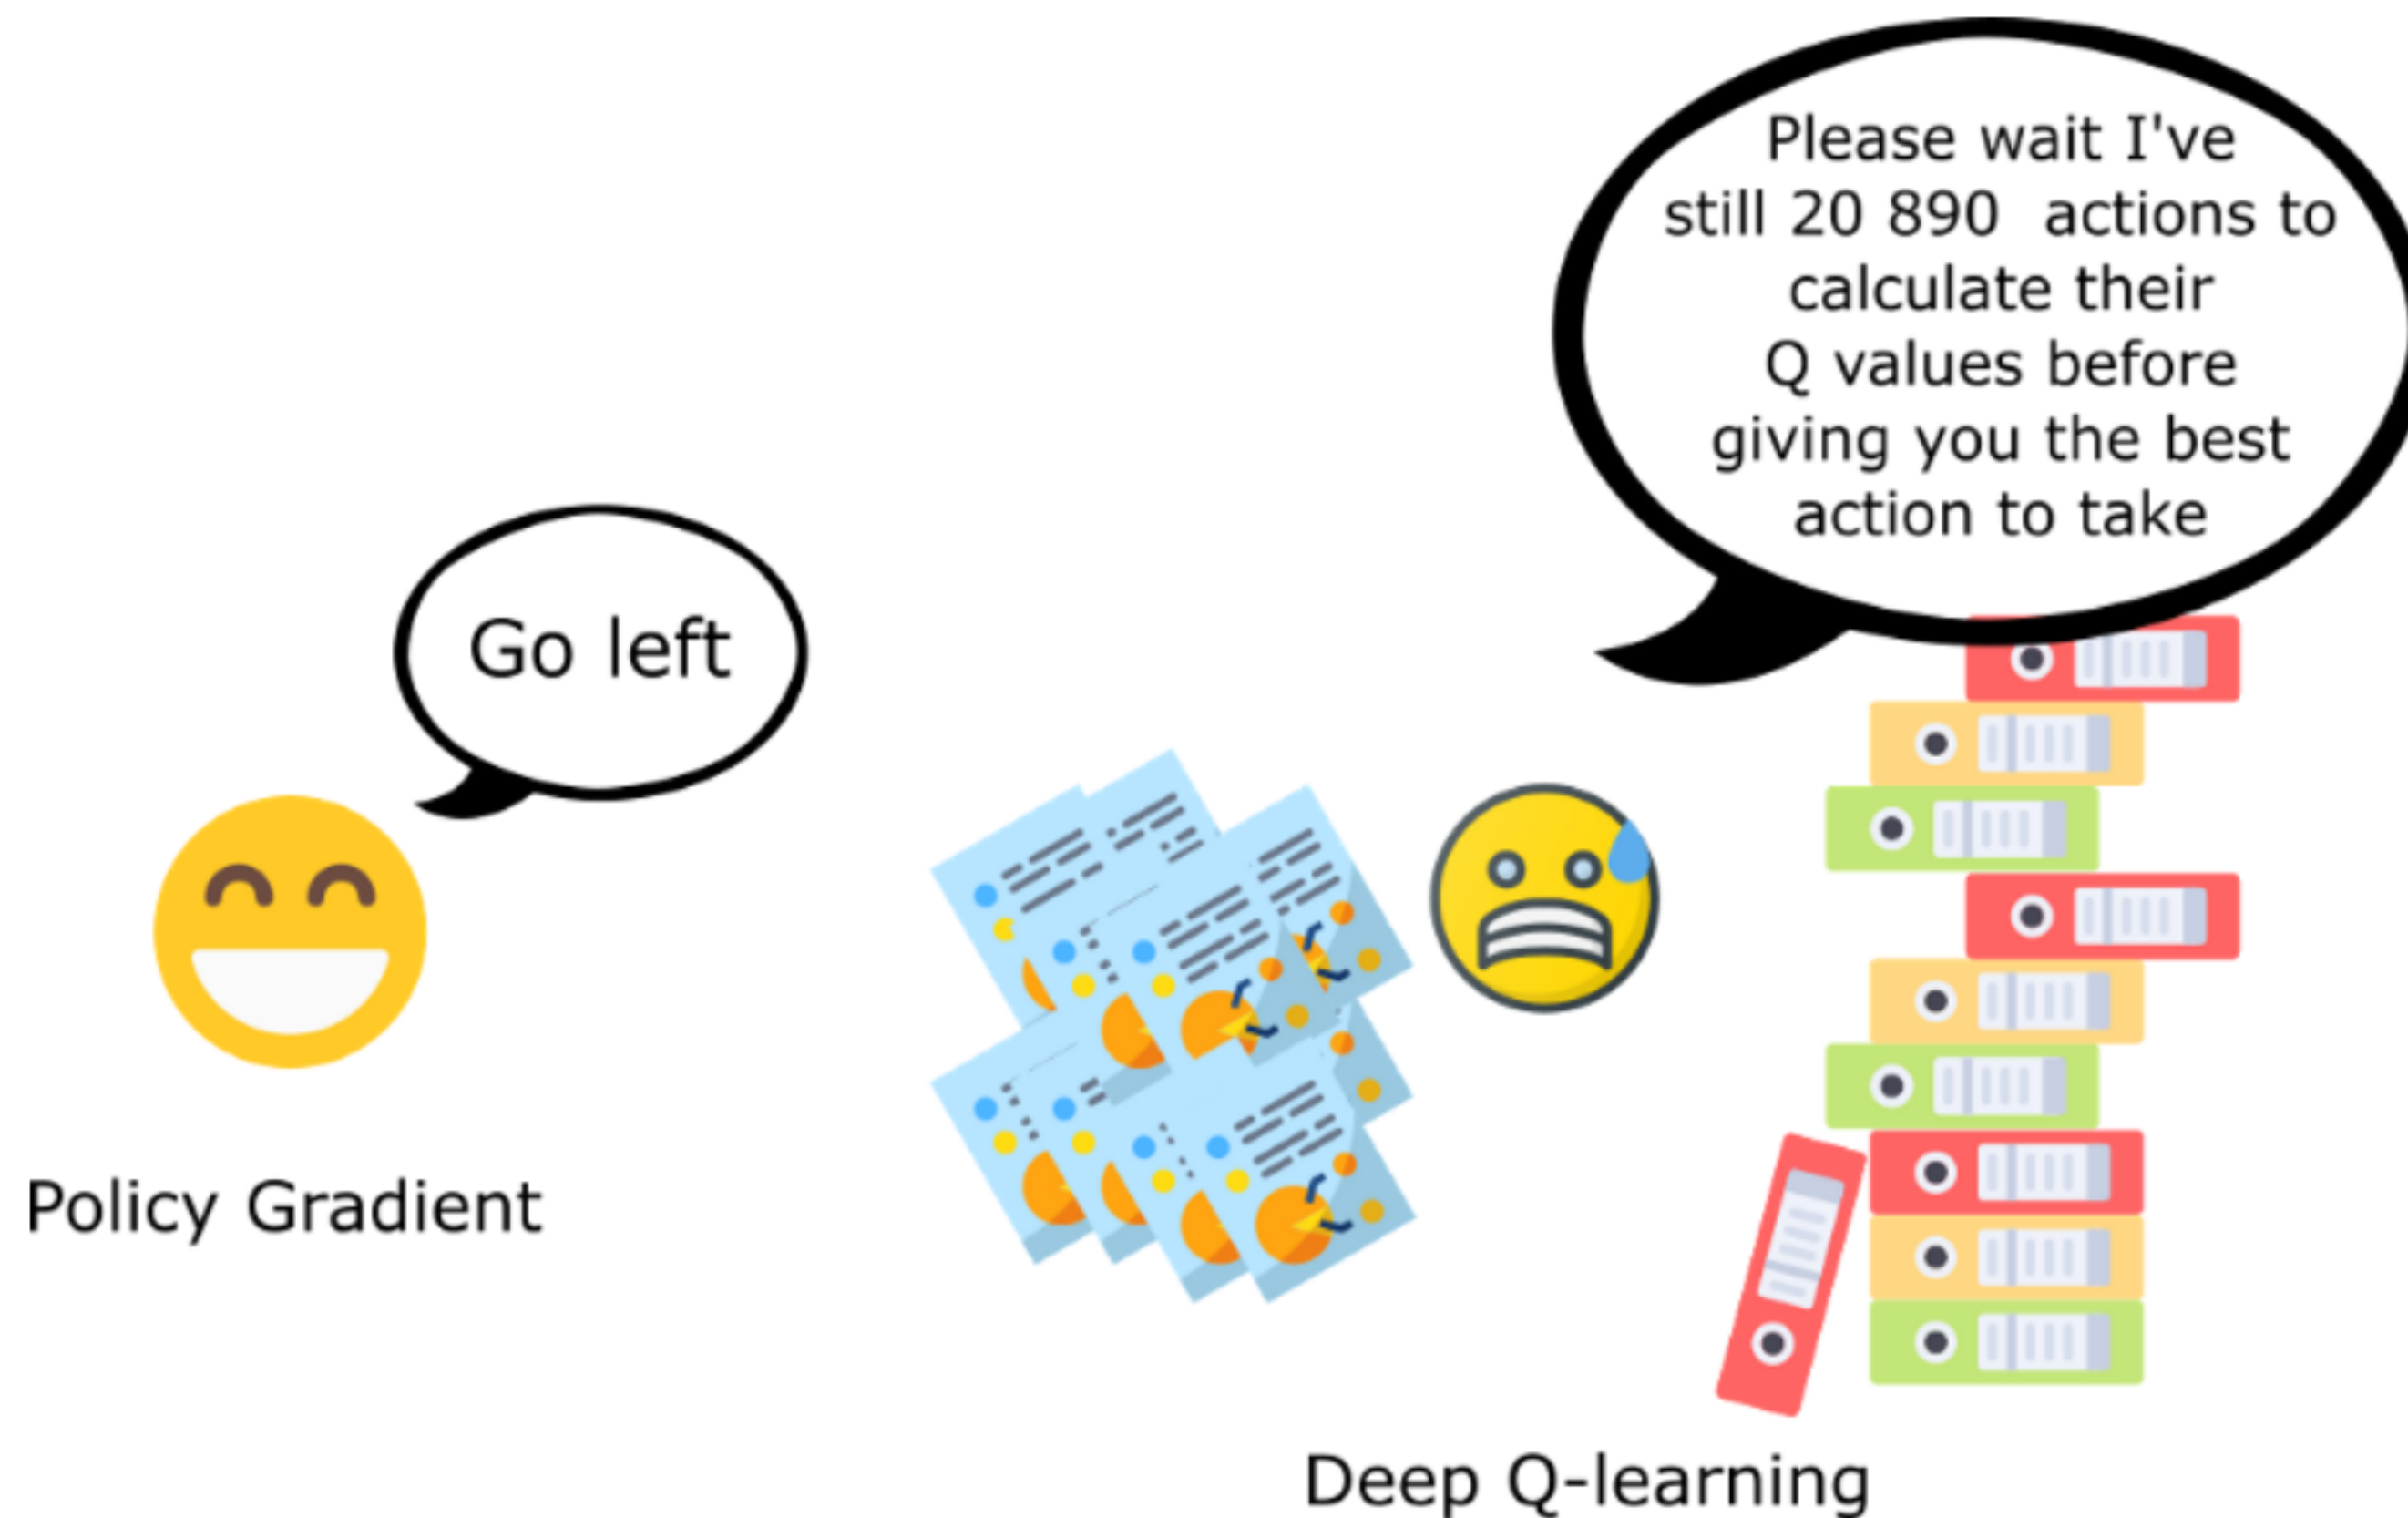 Please wait I've
still 20 890  actions to
calculate their
Q values before
giving you the best
action to take
Go left
Policy Gradient
Deep Q-learning